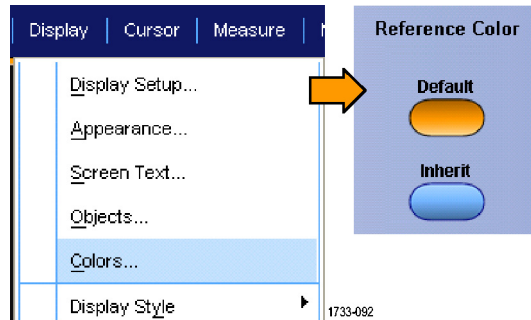 Display Cursor Measure
Display Setup...
Appearance...
Screen Text...
Objects...
Colors...
Display Style
Reference Color
Default
Inherit
1733-092